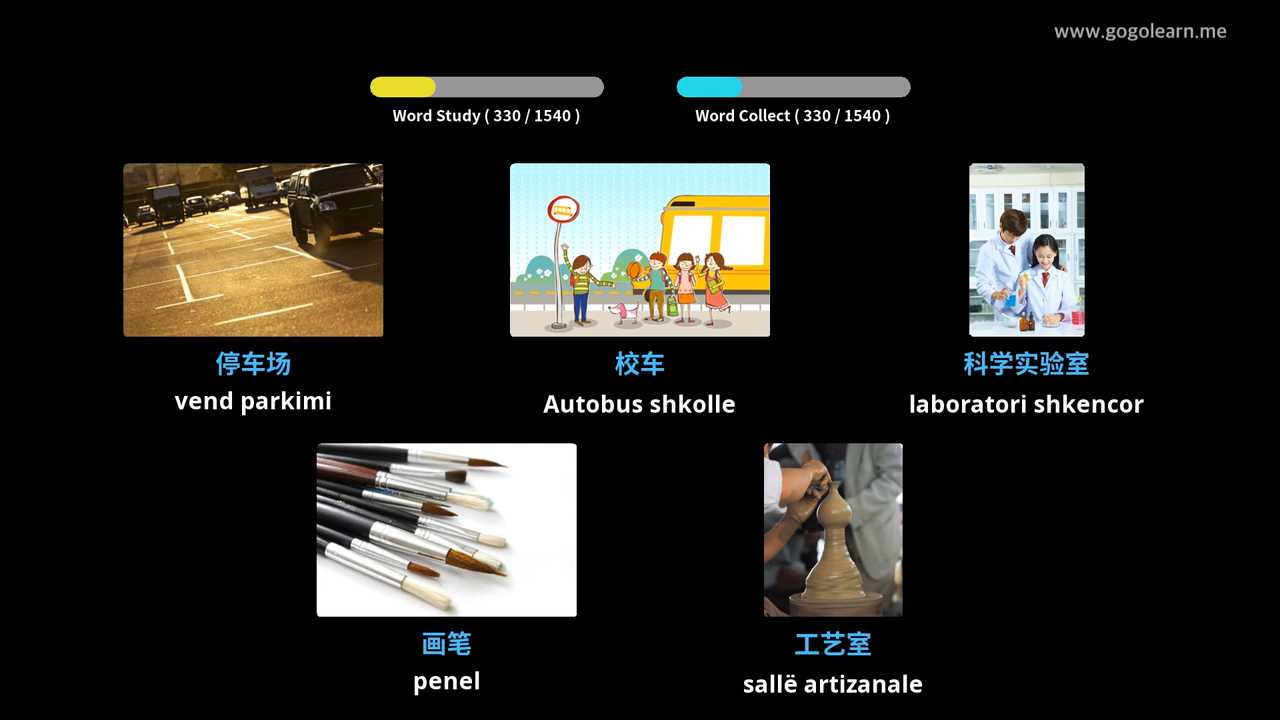 www.gogolearn.me
Word Study ( 330 / 1540 )
Word Collect ( 330 / 1540 )
停车场
vend parkimi
校车
Autobus shkolle
科学实验室
laboratori shkencor
画笔
penel
工艺室
sallë artizanale